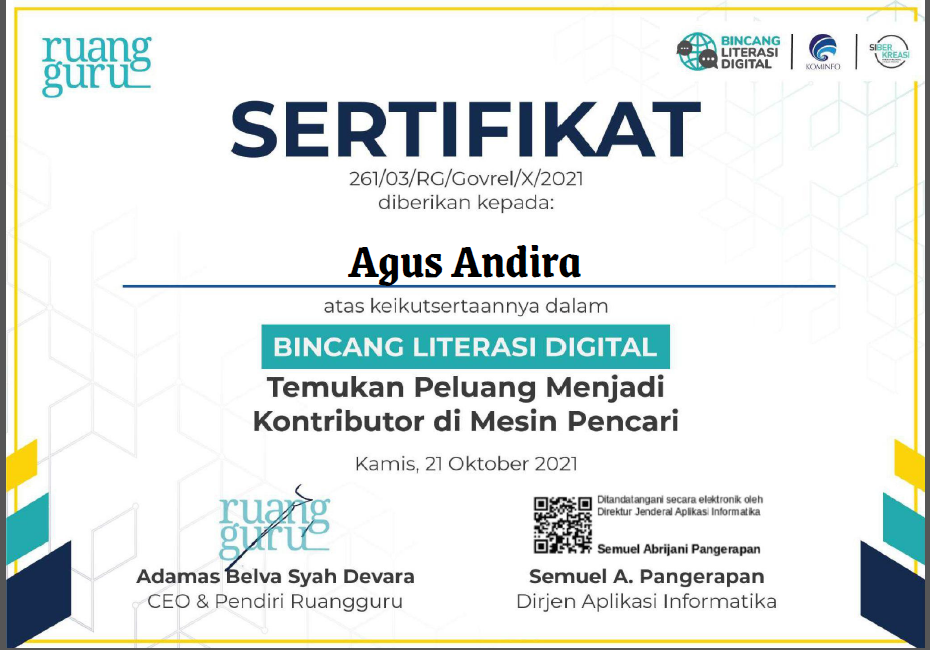 ruang
guru
BINCANG
LITERASI
DIGITAL
KOMINFO
SIBER
KREASI
SERTIFIKAT
261/03/RG/Govrel/X/2021
diberikan kepada:
Agus Andira
atas keikutsertaannya dalam
BINCANG LITERASI DIGITAL
Temukan Peluang Menjadi
Kontributor di Mesin Pencari
Kamis, 21 Oktober 2021
ruang
guru
Adamas Belva Syah Devara
CEO & Pendiri Ruangguru
Ditandatangani secara elektronik oleh
Direktur Jenderal Aplikasi Informatika
Semuel Abrijani Pangerapan
Semuel A. Pangerapan
Dirjen Aplikasi Informatika